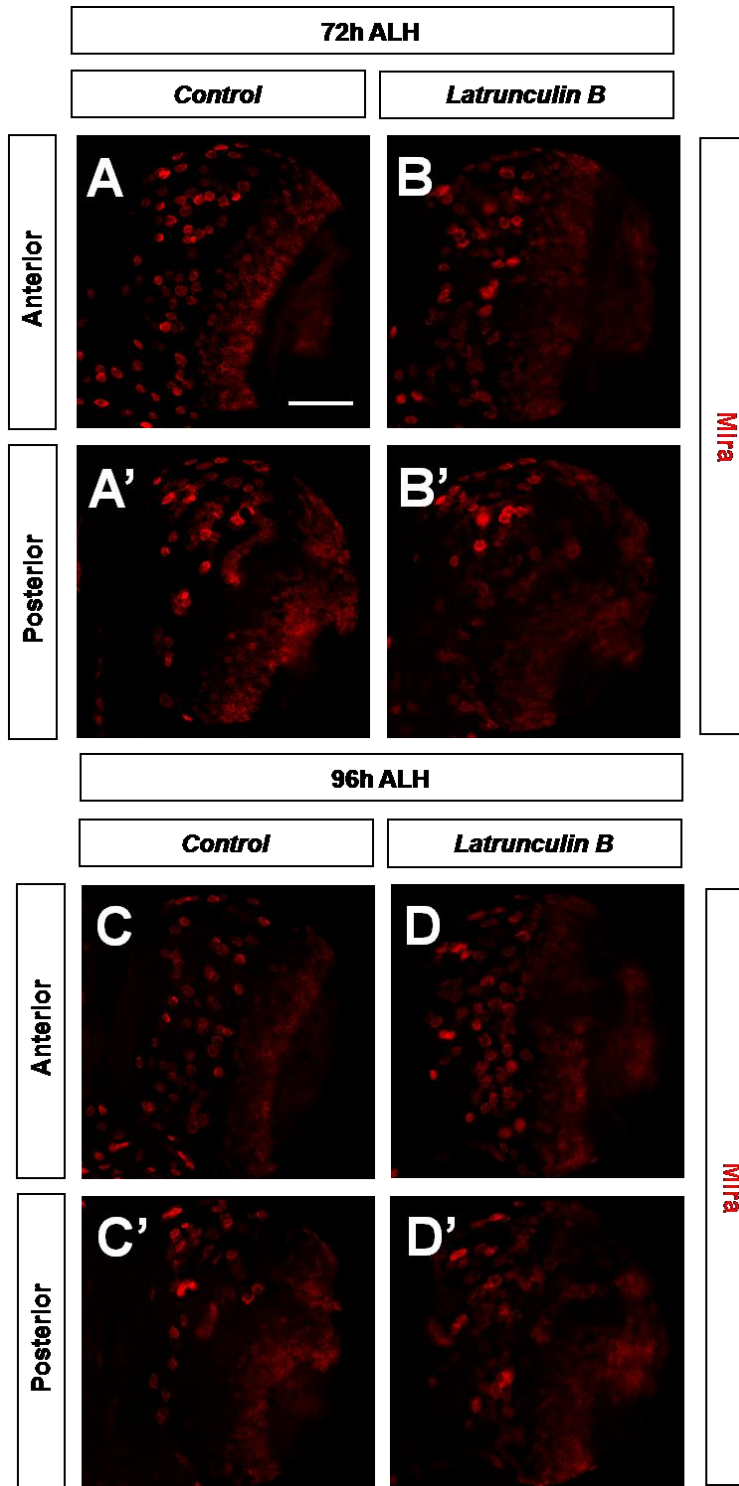 72h ALH
Control
Latrunculin B
Anterior
A
B
Mira
Posterior
A’
B’
96h ALH
Control
Latrunculin B
Anterior
C
D
Mira
Posterior
C’
D’